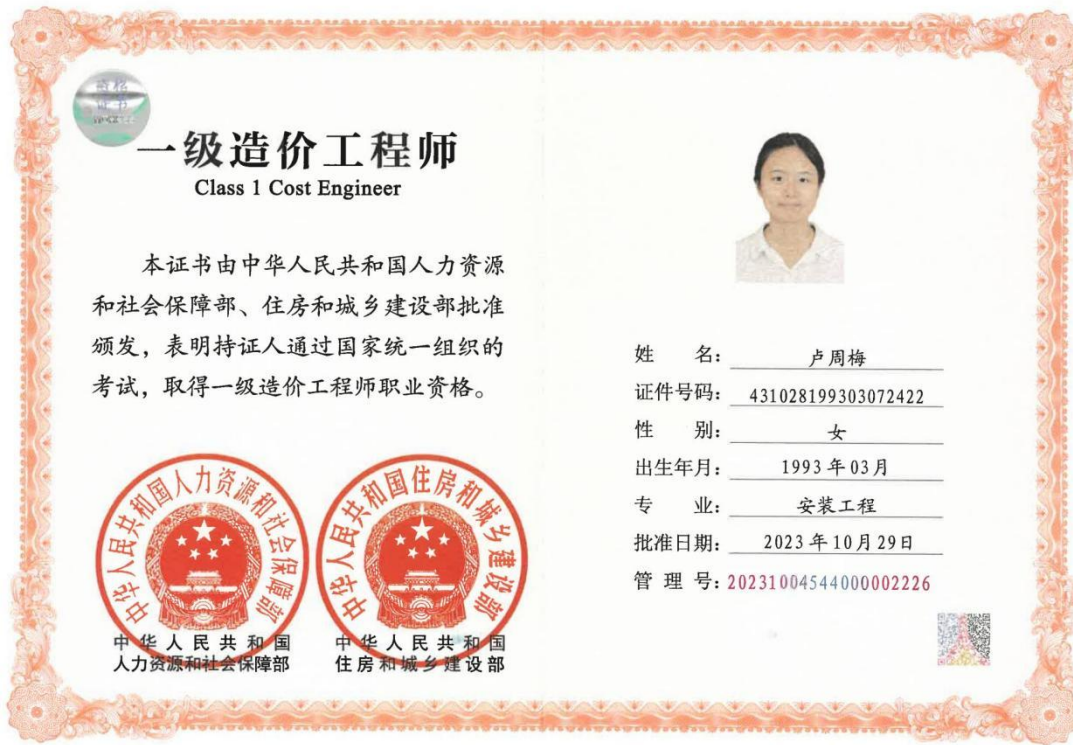 资格
证书
一级造价工程师
Class 1 Cost Engineer
本证书由中华人民共和国人力资源
和社会保障部、住房和城乡建设部批准
颁发，表明持证人通过国家统一组织的
考试，取得一级造价工程师职业资格。
中华人民共和国人力资源和社会保障部
中华人民共和国
人力资源和社会保障部
中华人民共和国住房和城乡建设部
中华人民共和国
住房和城乡建设部
姓名：卢周梅
证件号码：431028199303072422
性别：女
出生年月：1993年03月
专业：安装工程
批准日期：2023年10月29日
管理号：20231004544000002226